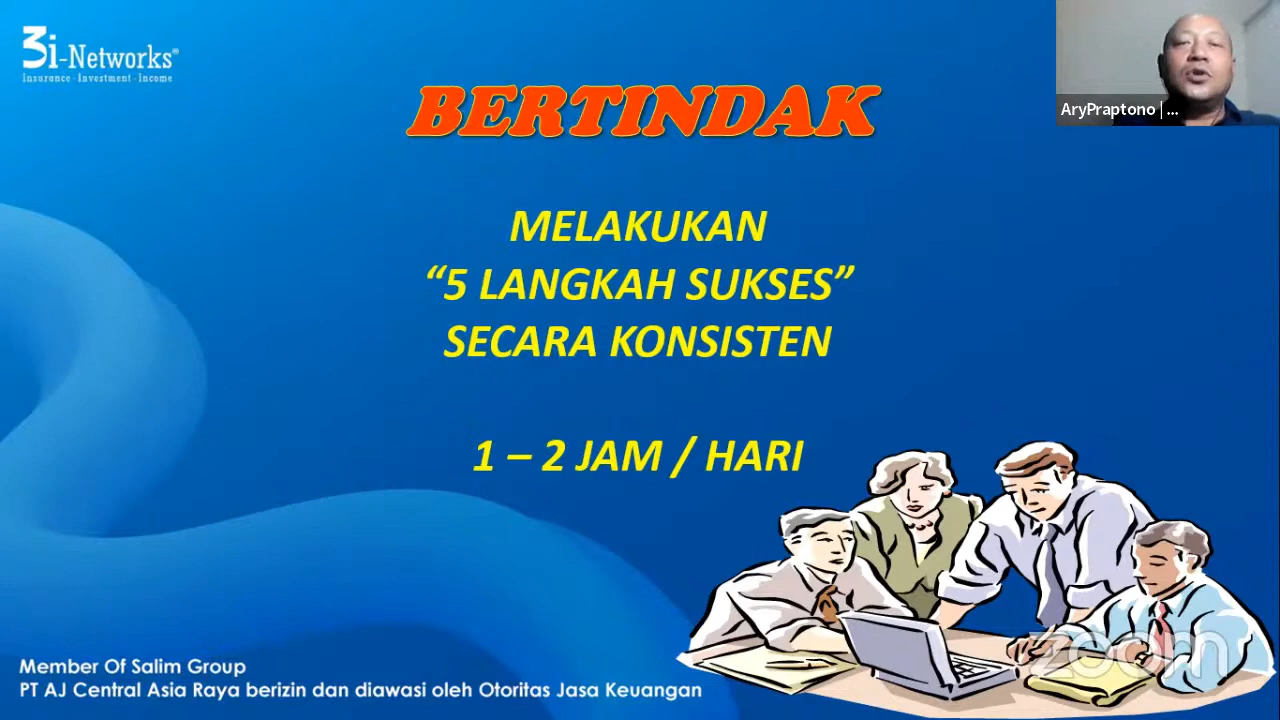 3i-Networks®
Insurance - Investment - Income
AryPraptono | ...
BERTINDAK
MELAKUKAN
“5 LANGKAH SUKSES”
SECARA KONSISTEN
1 – 2 JAM / HARI
zoom
Member Of Salim Group
PT AJ Central Asia Raya berizin dan diawasi oleh Otoritas Jasa Keuangan